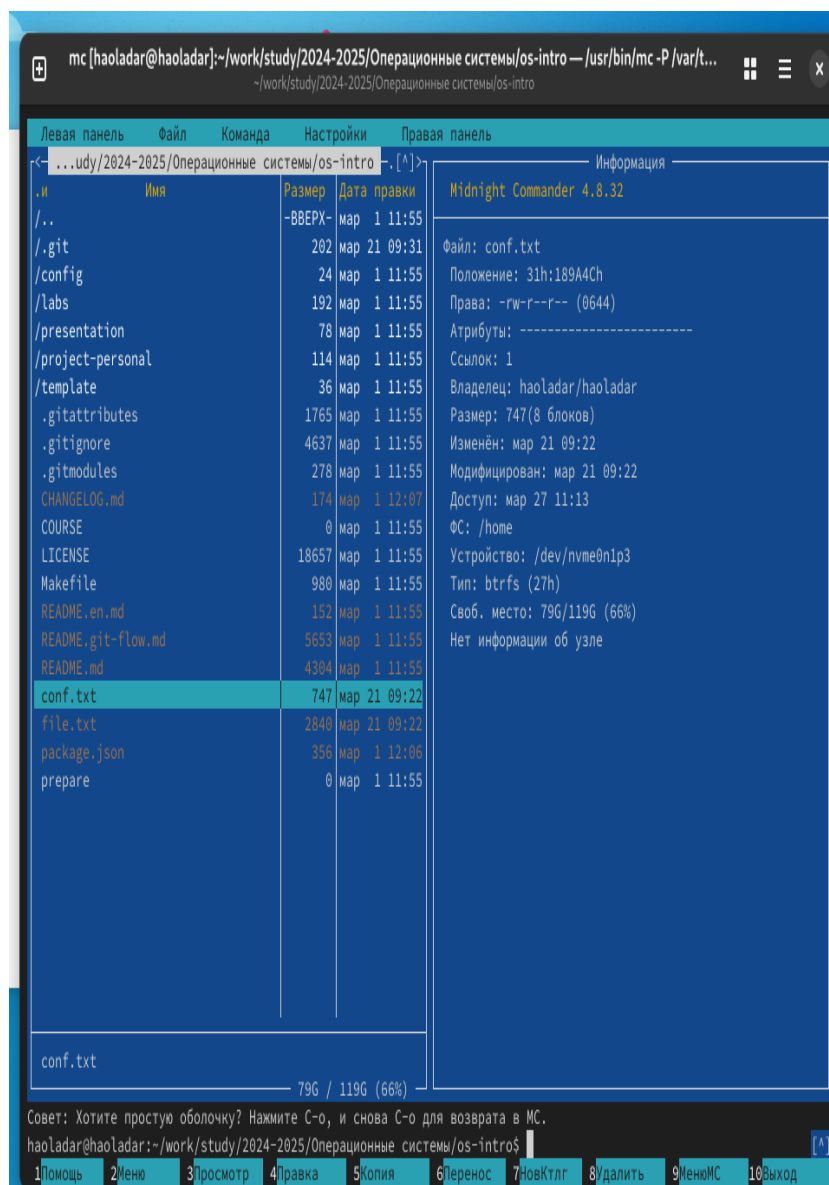 mc [haoladar@haoladar]:~/work/study/2024-2025/Операционные системы/os-intro — /usr/bin/mc -P /var/t...
~/work/study/2024-2025/Операционные системы/os-intro
Левая панель Файл Команда Настройки Правая панель
<- ...udy/2024-2025/Операционные системы/os-intro -.[^]>
.и Имя Размер Дата правки
/.. -ВВЕРХ- мар 1 11:55
/.git 202 мар 21 09:31
/config 24 мар 1 11:55
/labs 192 мар 1 11:55
/presentation 78 мар 1 11:55
/project-personal 114 мар 1 11:55
/template 36 мар 1 11:55
.gitattributes 1765 мар 1 11:55
.gitignore 4637 мар 1 11:55
.gitmodules 278 мар 1 11:55
CHANGELOG.md 174 мар 1 12:07
COURSE 0 мар 1 11:55
LICENSE 18657 мар 1 11:55
Makefile 980 мар 1 11:55
README.en.md 152 мар 1 11:55
README.git-flow.md 5653 мар 1 11:55
README.md 4304 мар 1 11:55
conf.txt 747 мар 21 09:22
file.txt 2840 мар 21 09:22
package.json 356 мар 1 12:06
prepare 0 мар 1 11:55
conf.txt
79G / 119G (66%)
Информация
Midnight Commander 4.8.32
Файл: conf.txt
Положение: 31h:189A4Ch
Права: -rw-r--r-- (0644)
Атрибуты: -------------------------
Ссылок: 1
Владелец: haoladar/haoladar
Размер: 747(8 блоков)
Изменён: мар 21 09:22
Модифицирован: мар 21 09:22
Доступ: мар 27 11:13
ФС: /home
Устройство: /dev/nvme0n1p3
Тип: btrfs (27h)
Своб. место: 79G/119G (66%)
Нет информации об узле
Совет: Хотите простую оболочку? Нажмите C-o, и снова C-o для возврата в MC.
haoladar@haoladar:~/work/study/2024-2025/Операционные системы/os-intro$ [^]
1Помощь 2Меню 3Просмотр 4Правка 5Копия 6Перенос 7НовКтлг 8Удалить 9МенюMC 10Выход